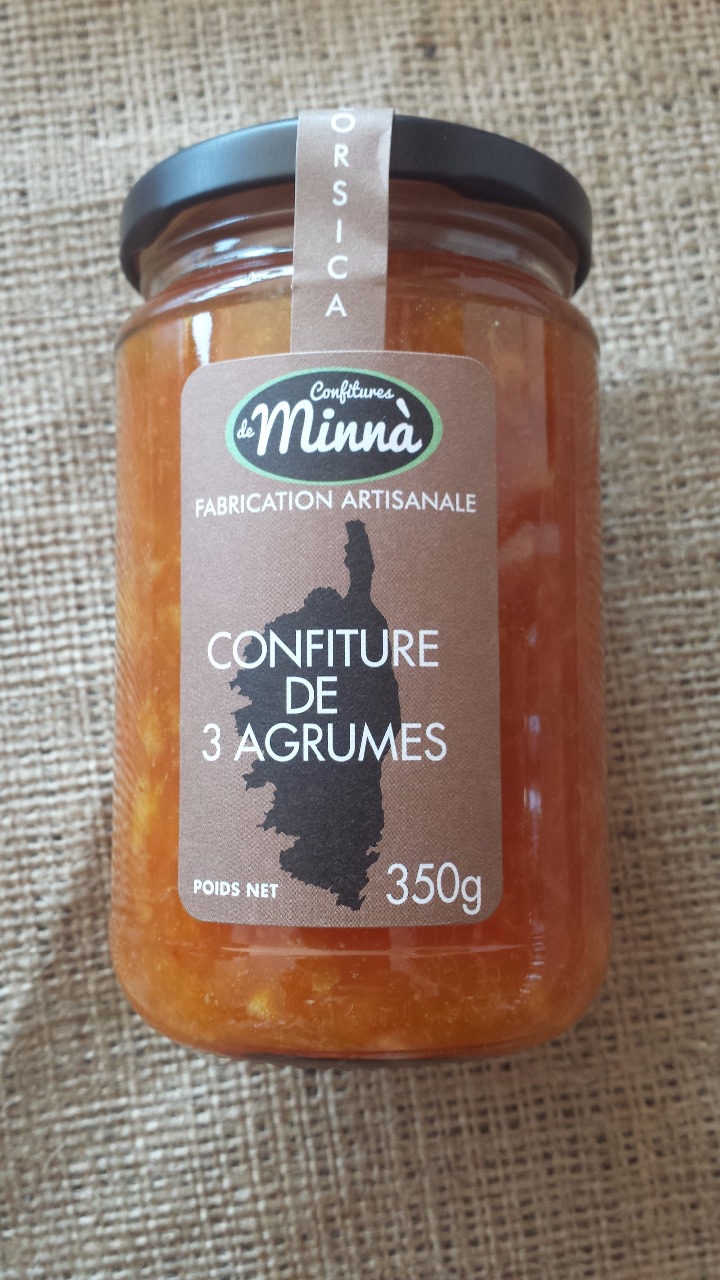 ORSICA
Confitures
de Minnà
FABRICATION ARTISANALE
CONFITURE
DE
3 AGRUMES
POIDS NET 350g